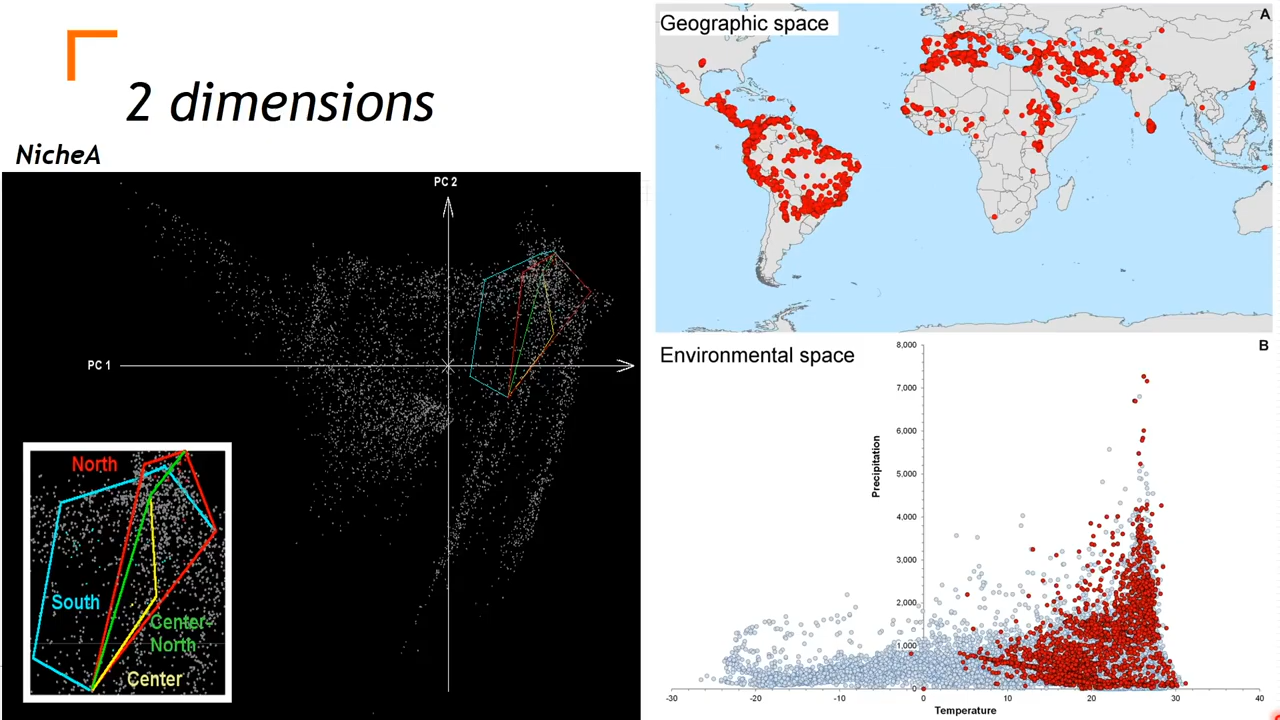 2 dimensions
NicheA
PC 2
PC 1
North
South
Center-
North
Center
Geographic space
A
Environmental space
B
8,000
7,000
6,000
5,000
4,000
3,000
2,000
1,000
0
Precipitation
-30 -20 -10 0 10 20 30 40
Temperature